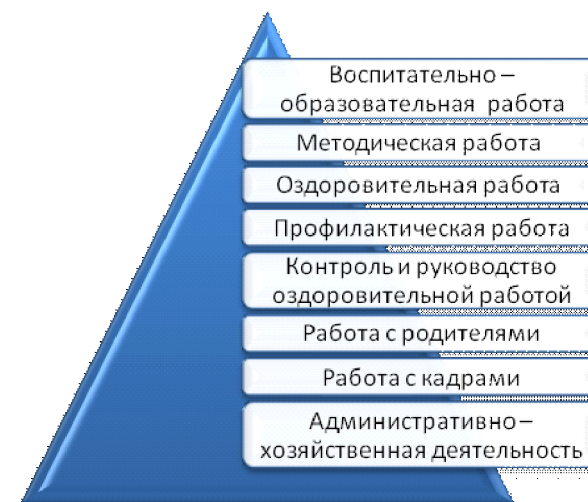 Воспитательно –
образовательная работа
Методическая работа
Оздоровительная работа
Профилактическая работа
Контроль и руководство
оздоровительной работой
Работа с родителями
Работа с кадрами
Административно –
хозяйственная деятельность